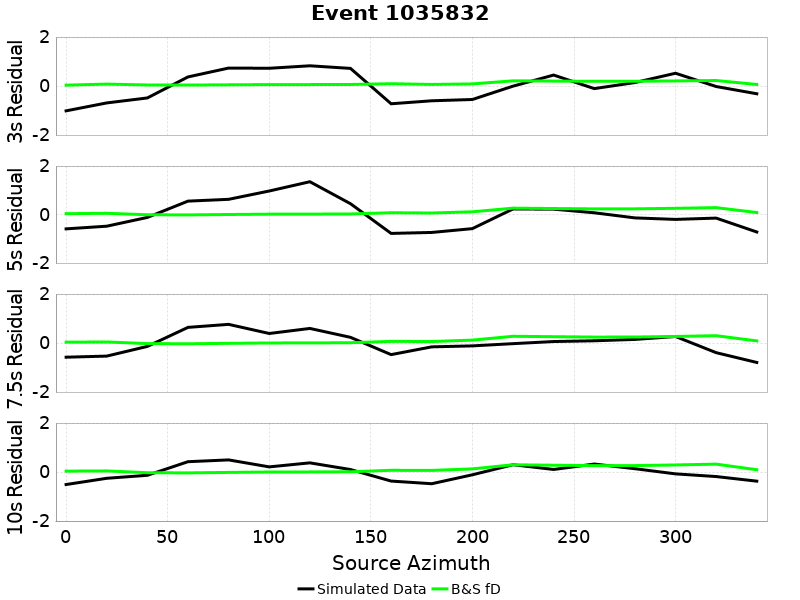 Event 1035832
3s Residual
2
0
-2
5s Residual
2
0
-2
7.5s Residual
2
0
-2
10s Residual
2
0
-2
0 50 100 150 200 250 300
Source Azimuth
Simulated Data B&S fD